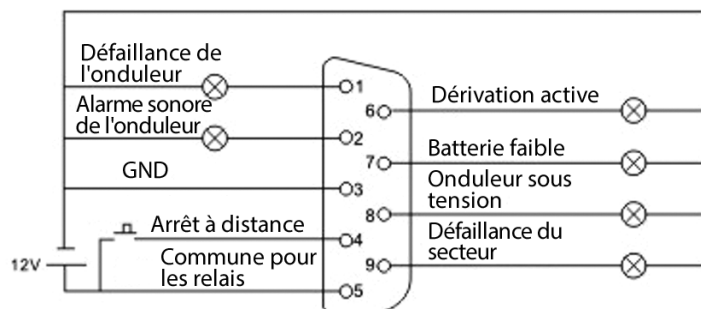 Défaillance de
l'onduleur
1
Alarme sonore
de l'onduleur
2
GND
3
Arrêt à distance
4
12V
Commune pour
les relais
5
6
Dérivation active
7
Batterie faible
8
Onduleur sous
tension
9
Défaillance du
secteur